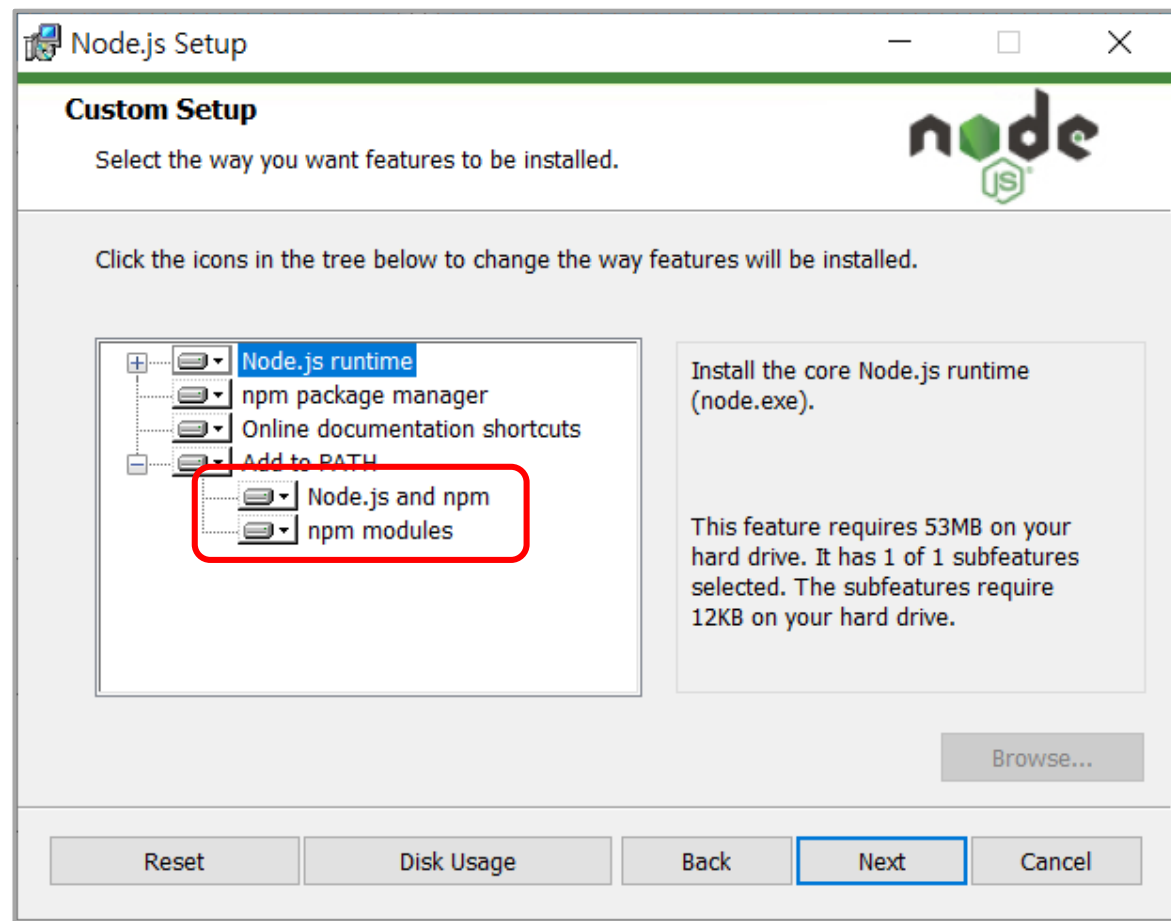 Node.js Setup
Custom Setup
Select the way you want features to be installed.
node
JS
Click the icons in the tree below to change the way features will be installed.
Node.js runtime
npm package manager
Online documentation shortcuts
Add to PATH
Node.js and npm
npm modules
Install the core Node.js runtime
(node.exe).
This feature requires 53MB on your
hard drive. It has 1 of 1 subfeatures
selected. The subfeatures require
12KB on your hard drive.
Browse...
Reset
Disk Usage
Back
Next
Cancel